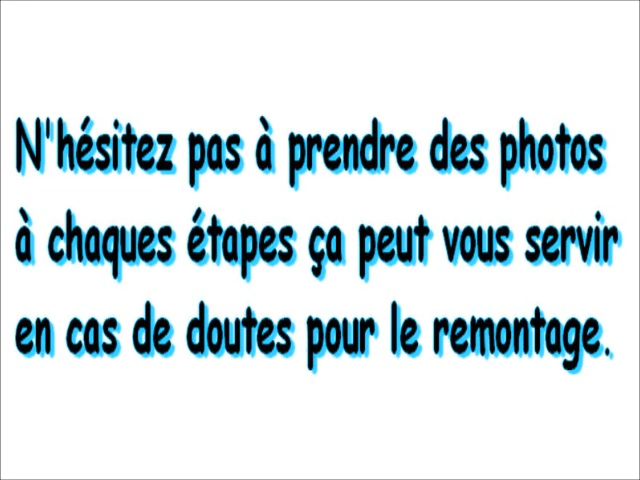 N'hésitez pas à prendre des photos
à chaques étapes ça peut vous servir
en cas de doutes pour le remontage.